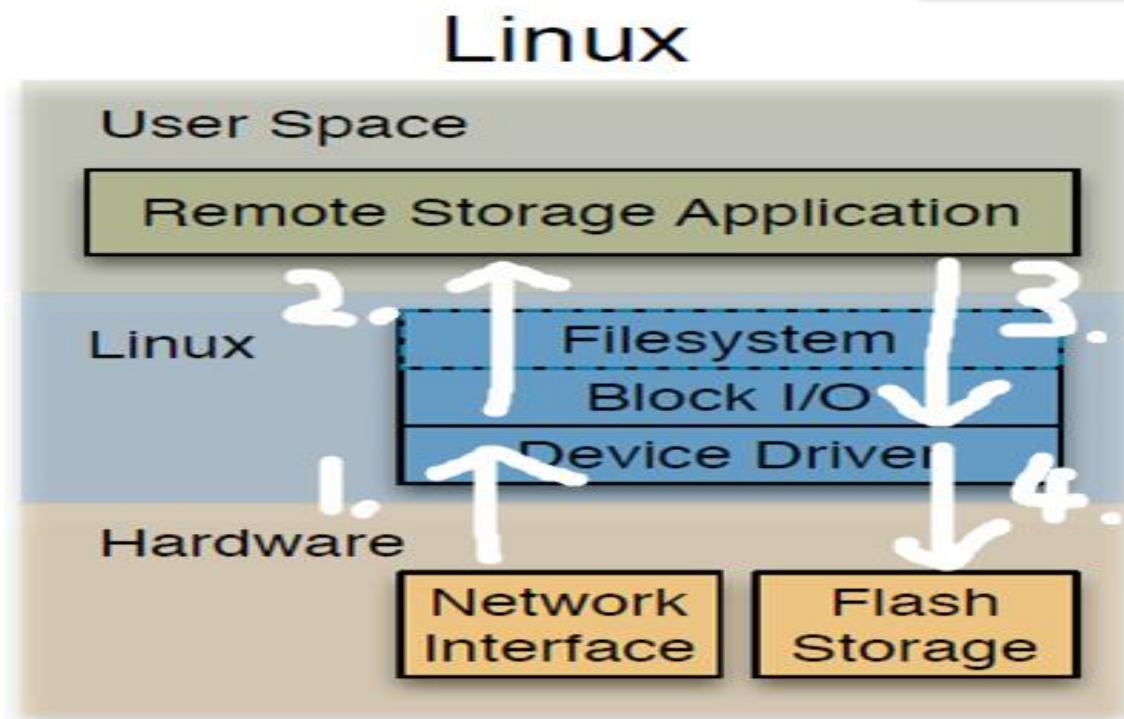 Linux
User Space
Remote Storage Application
2.
3.
Linux
Filesystem
Block I/O
Device Driver
1.
4.
Hardware
Network
Interface
Flash
Storage